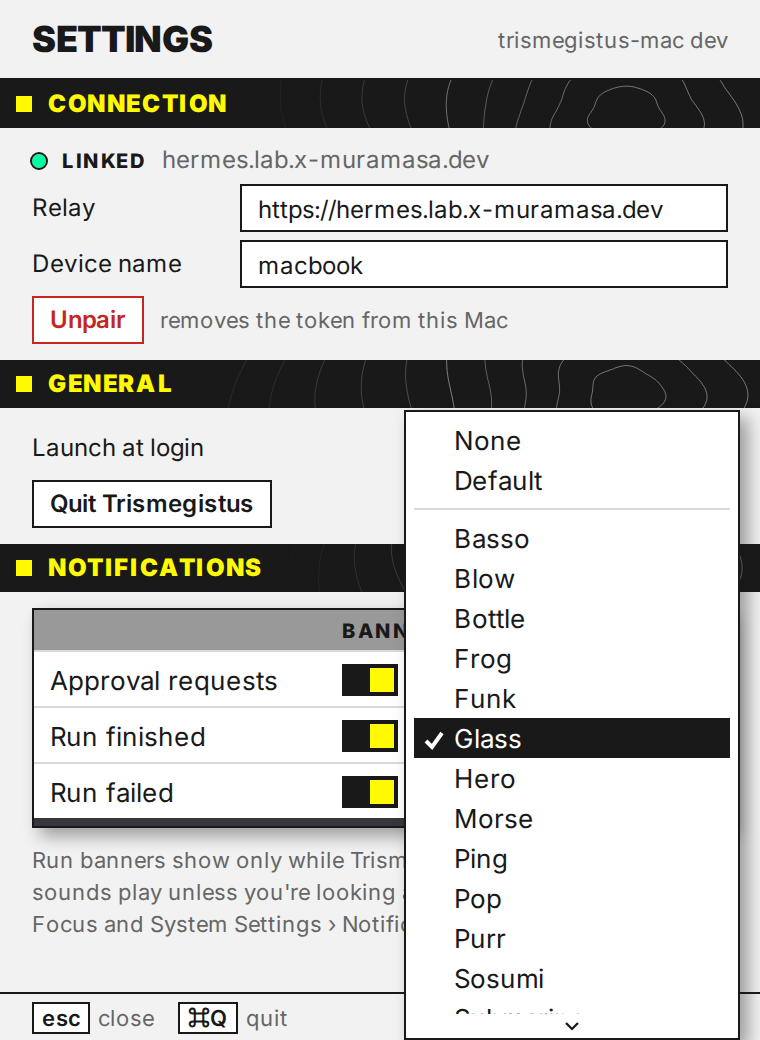 SETTINGS
trismegistus-mac dev
CONNECTION
LINKED hermes.lab.x-muramasa.dev
Relay
https://hermes.lab.x-muramasa.dev
Device name
macbook
Unpair removes the token from this Mac
GENERAL
Launch at login
Quit Trismegistus
NOTIFICATIONS
Approval requests
Run finished
Run failed
Run banners show only while
sounds play unless you're looking
Focus and System Settings ›
esc close ⌘Q quit
None
Default
Basso
Blow
Bottle
Frog
Funk
Glass
Hero
Morse
Ping
Pop
Purr
Sosumi